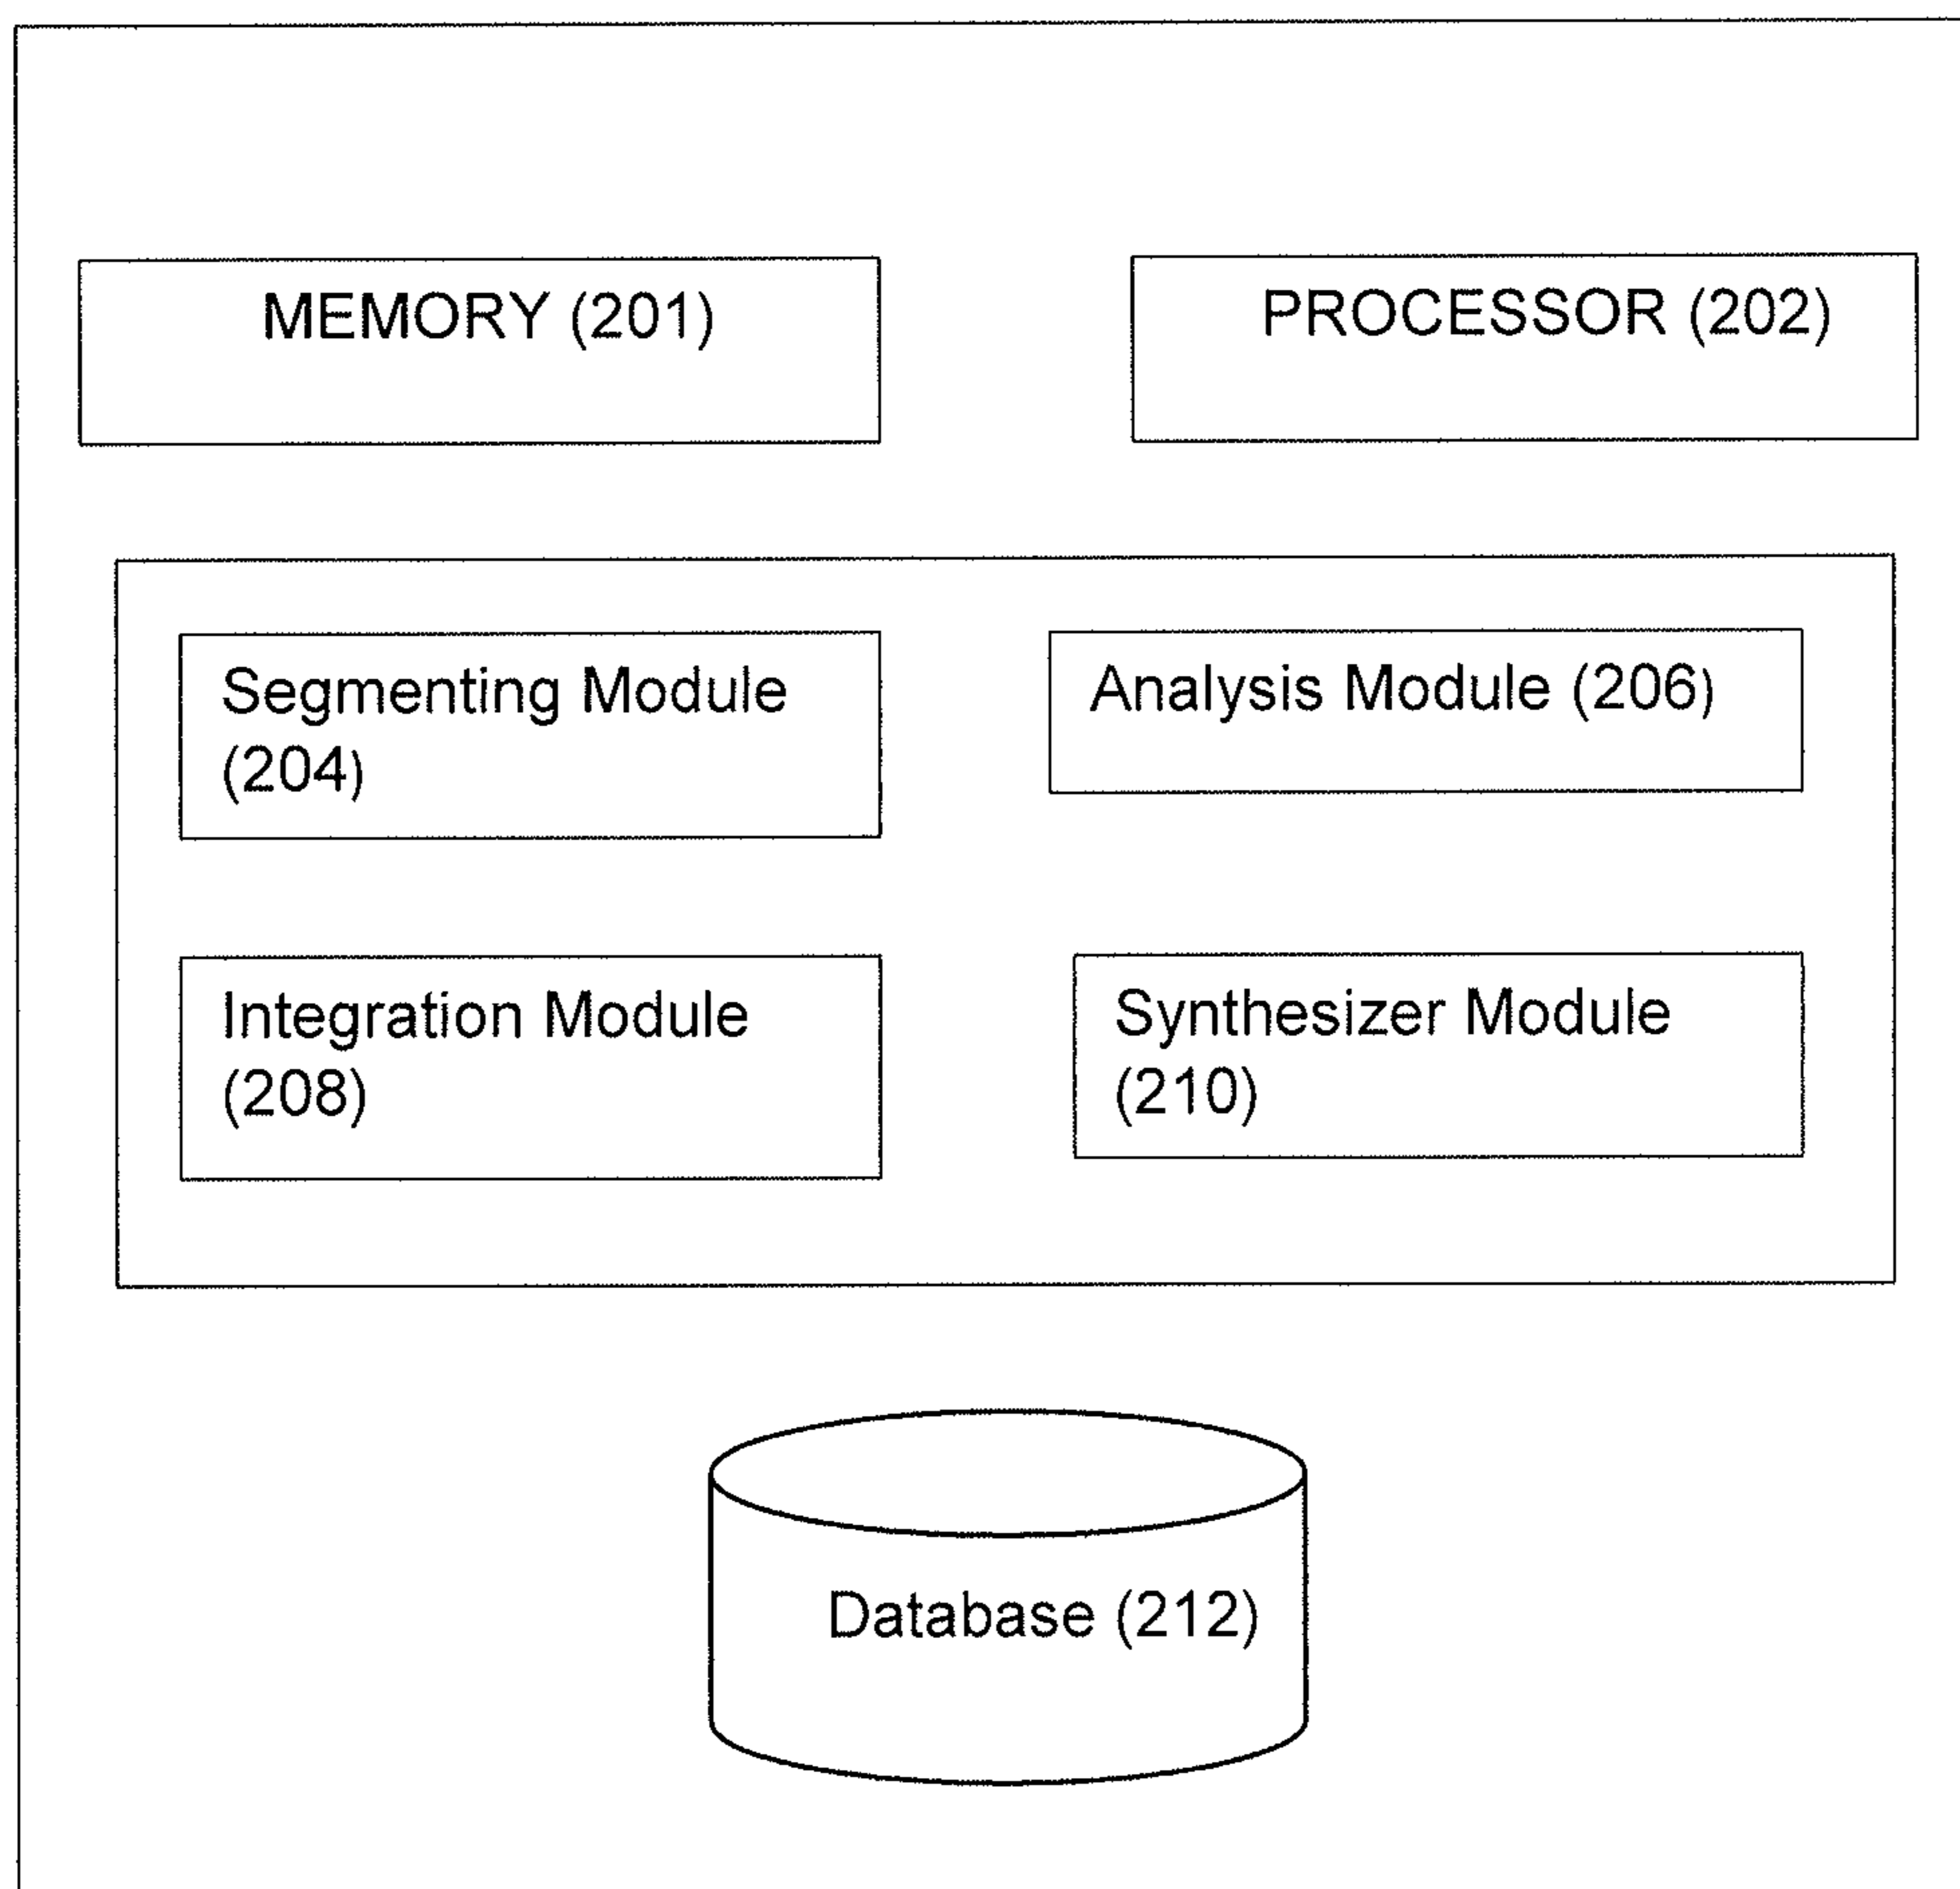 MEMORY (201)
PROCESSOR (202)
Segmenting Module
(204)
Analysis Module (206)
Integration Module
(208)
Synthesizer Module
(210)
Database (212)